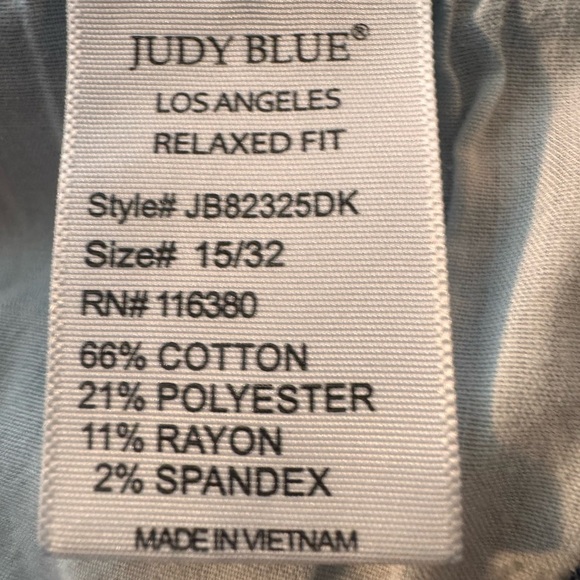 JUDY BLUE®
LOS ANGELES
RELAXED FIT
Style# JB82325DK
Size# 15/32
RN# 116380
66% COTTON
21% POLYESTER
11% RAYON
2% SPANDEX
MADE IN VIETNAM